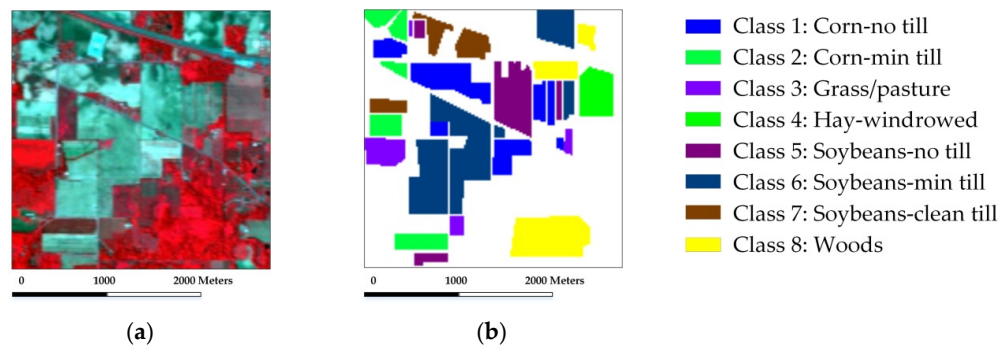 Class 1: Corn-no till
Class 2: Corn-min till
Class 3: Grass/pasture
Class 4: Hay-windrowed
Class 5: Soybeans-no till
Class 6: Soybeans-min till
Class 7: Soybeans-clean till
Class 8: Woods
0 1000 2000 Meters
0 1000 2000 Meters
(a)
(b)